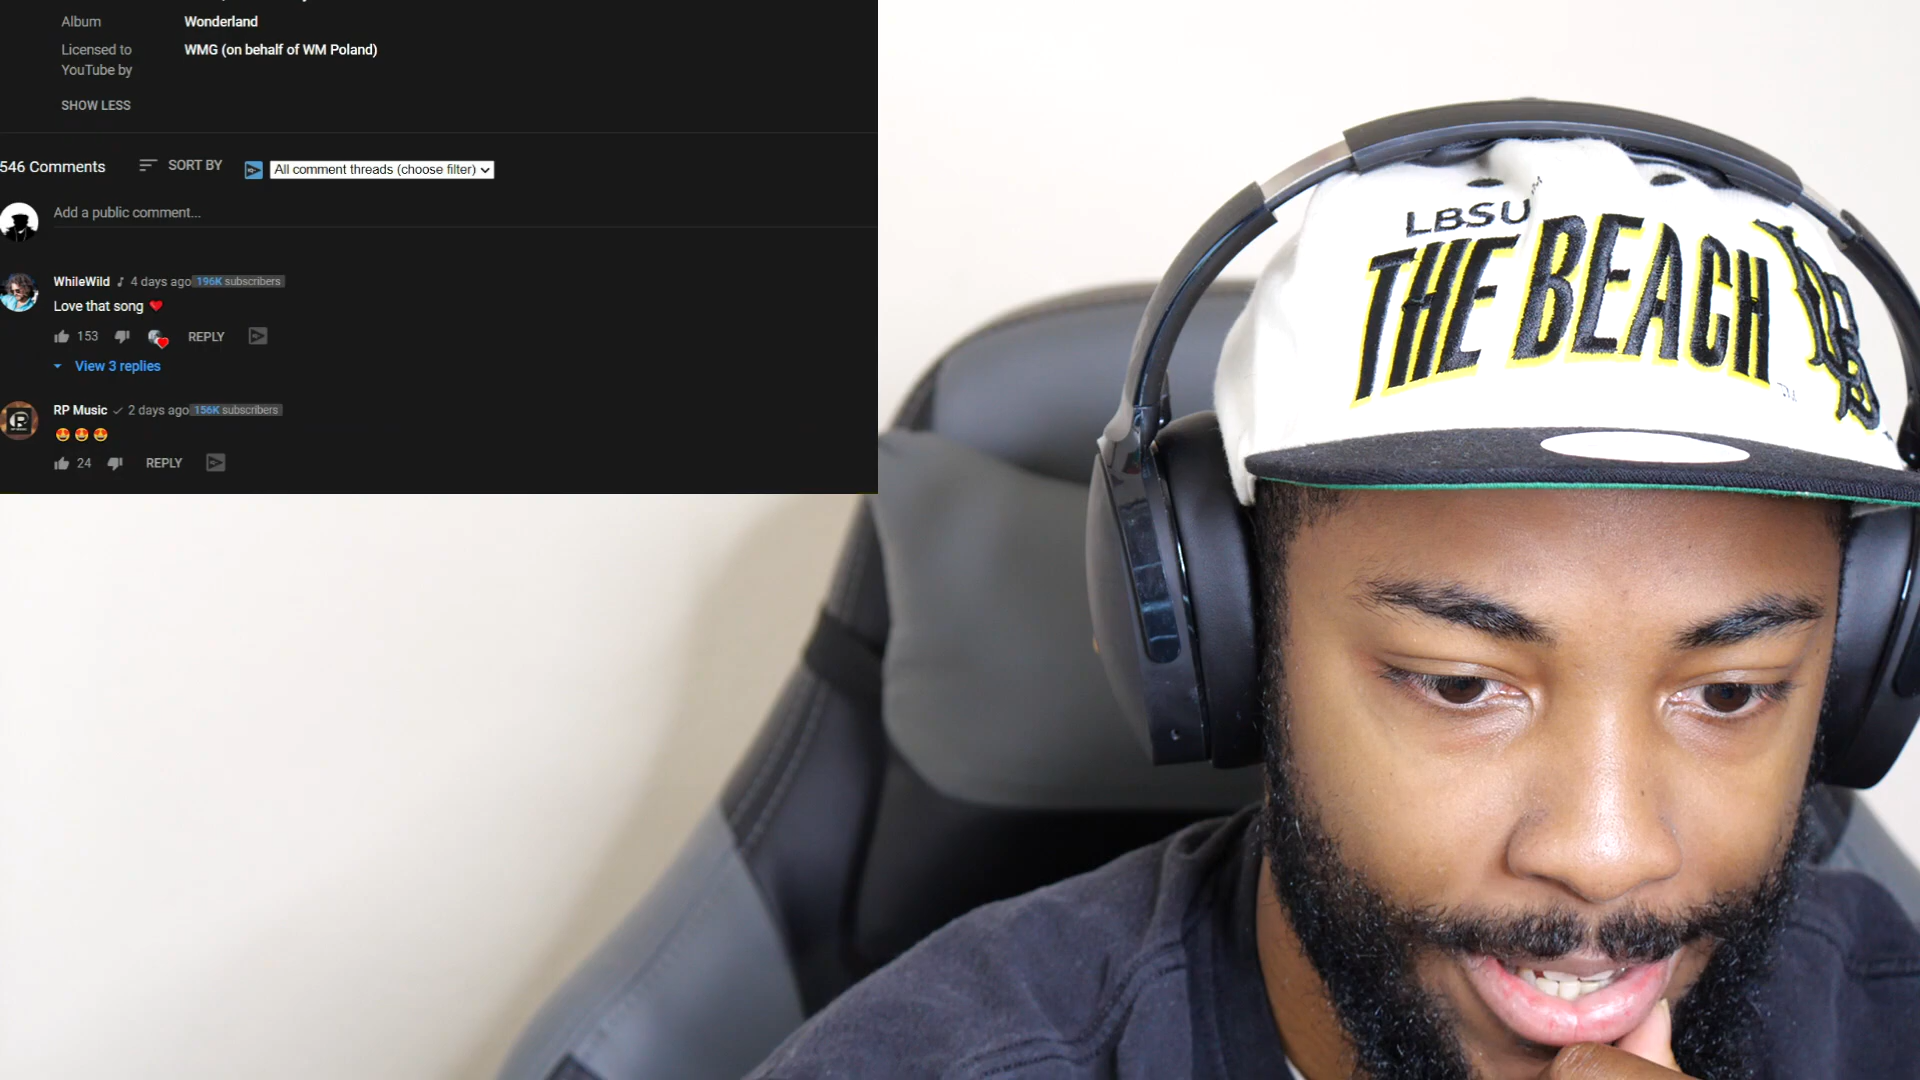 Album Wonderland
Licensed to YouTube by WMG (on behalf of WM Poland)
SHOW LESS
546 Comments SORT BY All comment threads (choose filter)
Add a public comment...
WhileWild 4 days ago 196K subscribers
Love that song ❤️
153 REPLY
View 3 replies
RP Music 2 days ago 156K subscribers
🤩 🤩 🤩
24 REPLY
LBSU
THE BEACH
LB